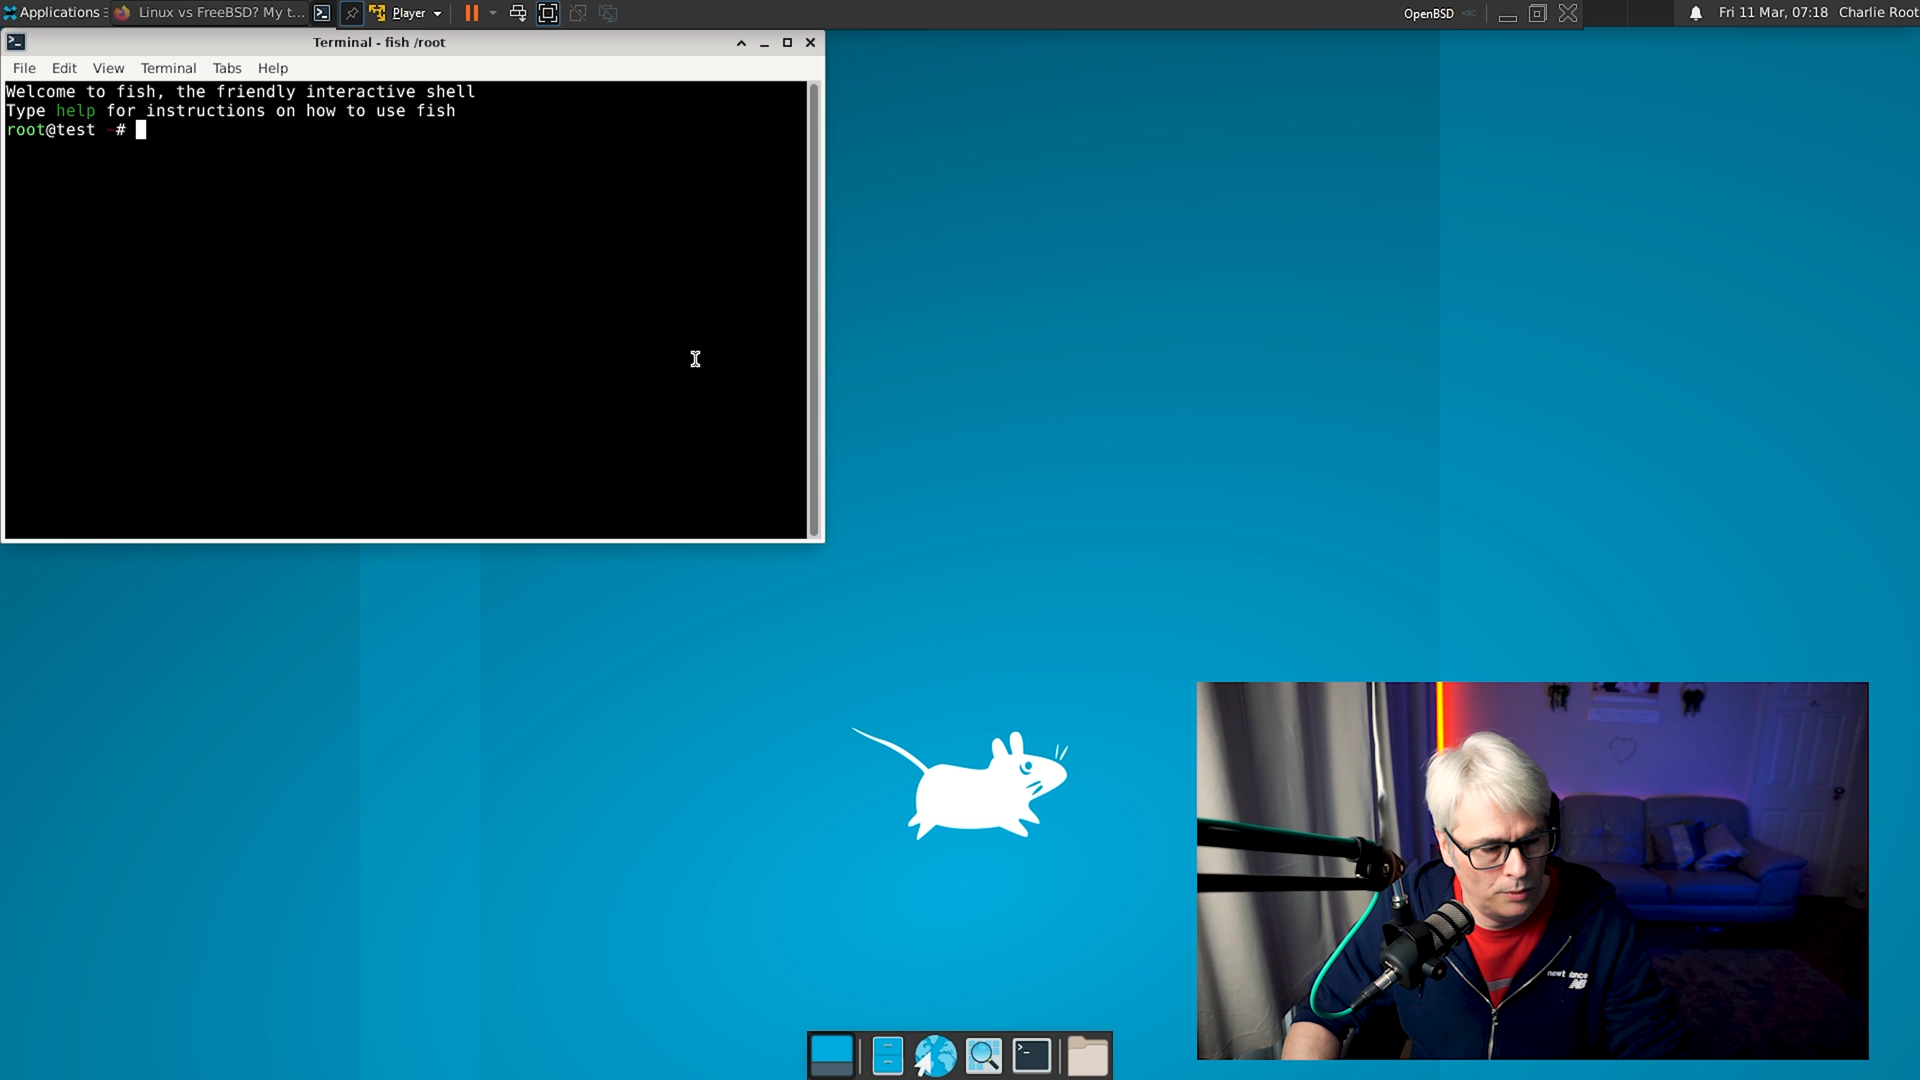 Applications
Linux vs FreeBSD? My t...
Player
OpenBSD
Fri 11 Mar, 07:18
Charlie Root
Terminal - fish /root
File Edit View Terminal Tabs Help
Welcome to fish, the friendly interactive shell
Type help for instructions on how to use fish
root@test ~#
NB